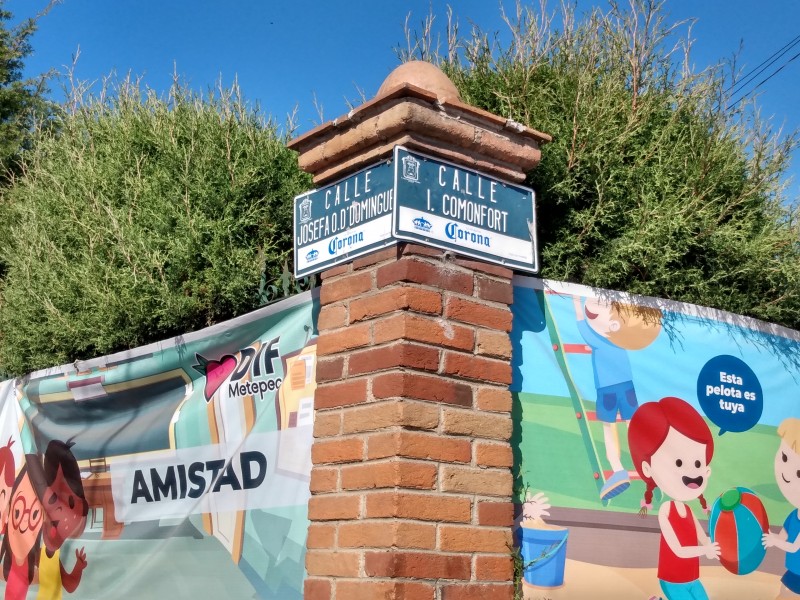 CALLE
JOSEFA O. D' DOMINGUE
Corona
CALLE
I. COMONFORT
Corona
DIF
Metepec
AMISTAD
Esta
pelota es
tuya